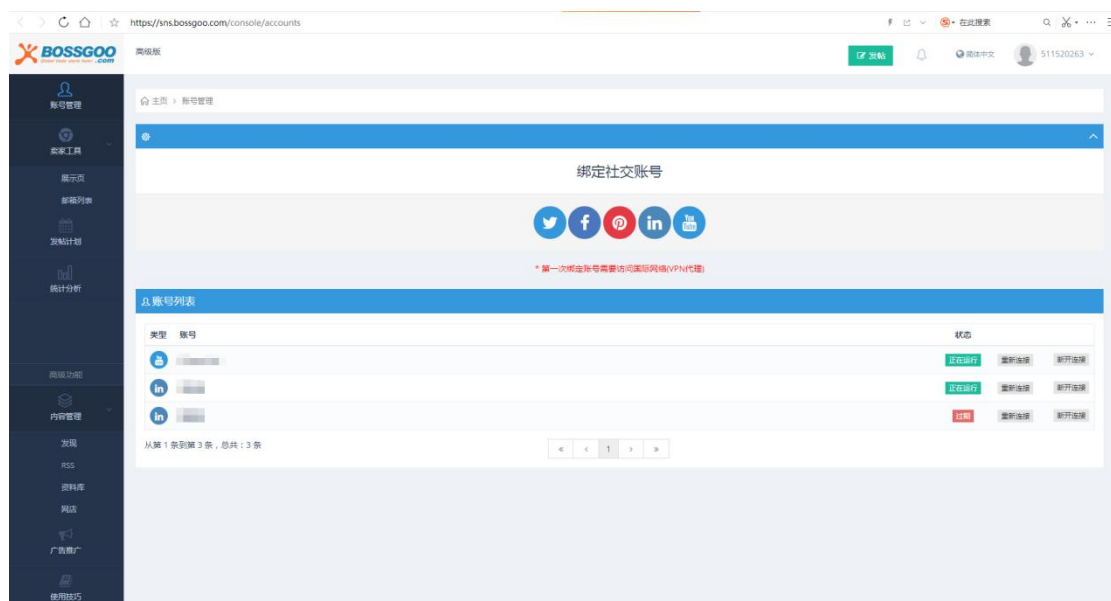 https://sns.bossgoo.com/console/accounts
在此搜索
BOSSGOO
.com
高级版
发帖
简体中文
511520263
账号管理
主页 > 账号管理
卖家工具
展示页
邮箱列表
发帖计划
统计分析
高级功能
内容管理
发现
RSS
资料库
网店
广告推广
使用技巧
绑定社交账号
You
Tube
* 第一次绑定账号需要访问国际网络(VPN代理)
账号列表
类型 账号 状态
正在运行 重新连接 断开连接
正在运行 重新连接 断开连接
过期 重新连接 断开连接
从第 1 条到第 3 条，总共：3 条
« < 1 > »